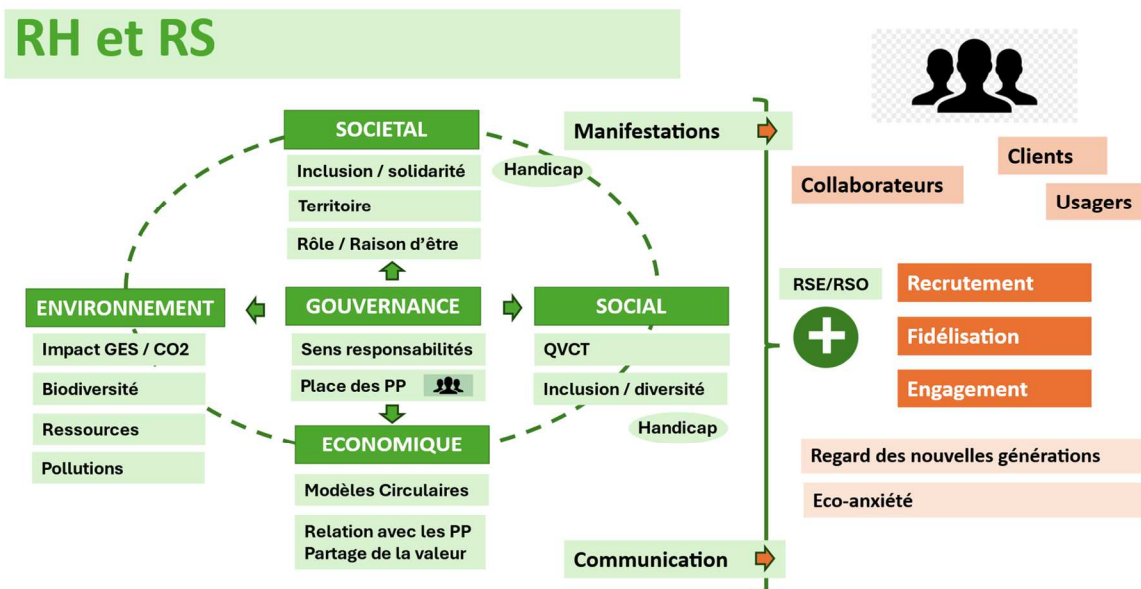 RH et RS
SOCIETAL
Inclusion / solidarité
Handicap
Territoire
Rôle / Raison d’être
ENVIRONNEMENT
Impact GES / CO2
Biodiversité
Ressources
Pollutions
GOUVERNANCE
Sens responsabilités
Place des PP
SOCIAL
QVCT
Inclusion / diversité
Handicap
ECONOMIQUE
Modèles Circulaires
Relation avec les PP
Partage de la valeur
Manifestations
Communication
Clients
Collaborateurs
Usagers
RSE/RSO
Recrutement
Fidélisation
Engagement
Regard des nouvelles générations
Eco-anxiété